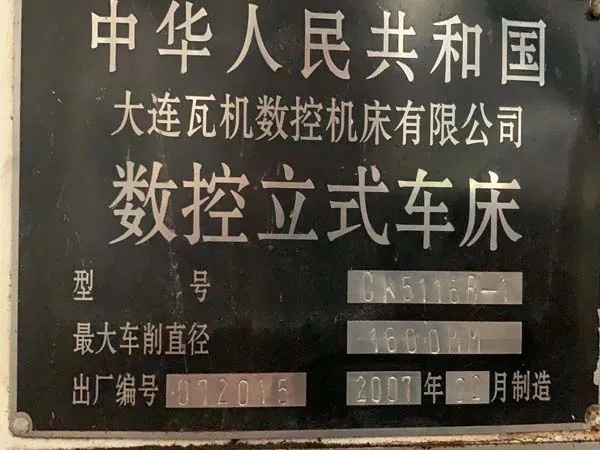 中华人民共和国
大连瓦机数控机床有限公司
数控立式车床
型号 CK5116B-1
最大车削直径 1600MM
出厂编号 072015 2007年 月制造